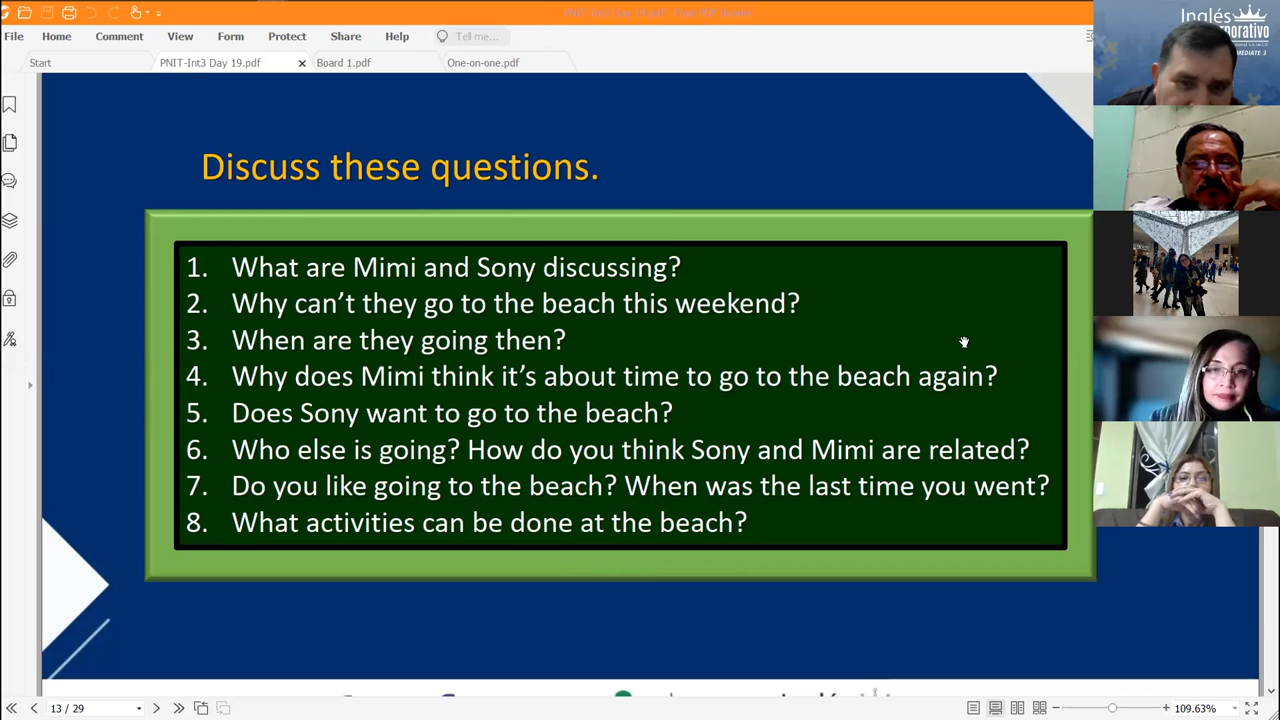 File Home Comment View Form Protect Share Help Tell me...
Start PNIT-Int3 Day 19.pdf Board 1.pdf One-on-one.pdf
Inglés
orporativo
Discuss these questions.
1. What are Mimi and Sony discussing?
2. Why can't they go to the beach this weekend?
3. When are they going then?
4. Why does Mimi think it's about time to go to the beach again?
5. Does Sony want to go to the beach?
6. Who else is going? How do you think Sony and Mimi are related?
7. Do you like going to the beach? When was the last time you went?
8. What activities can be done at the beach?
13 / 29
109.63%